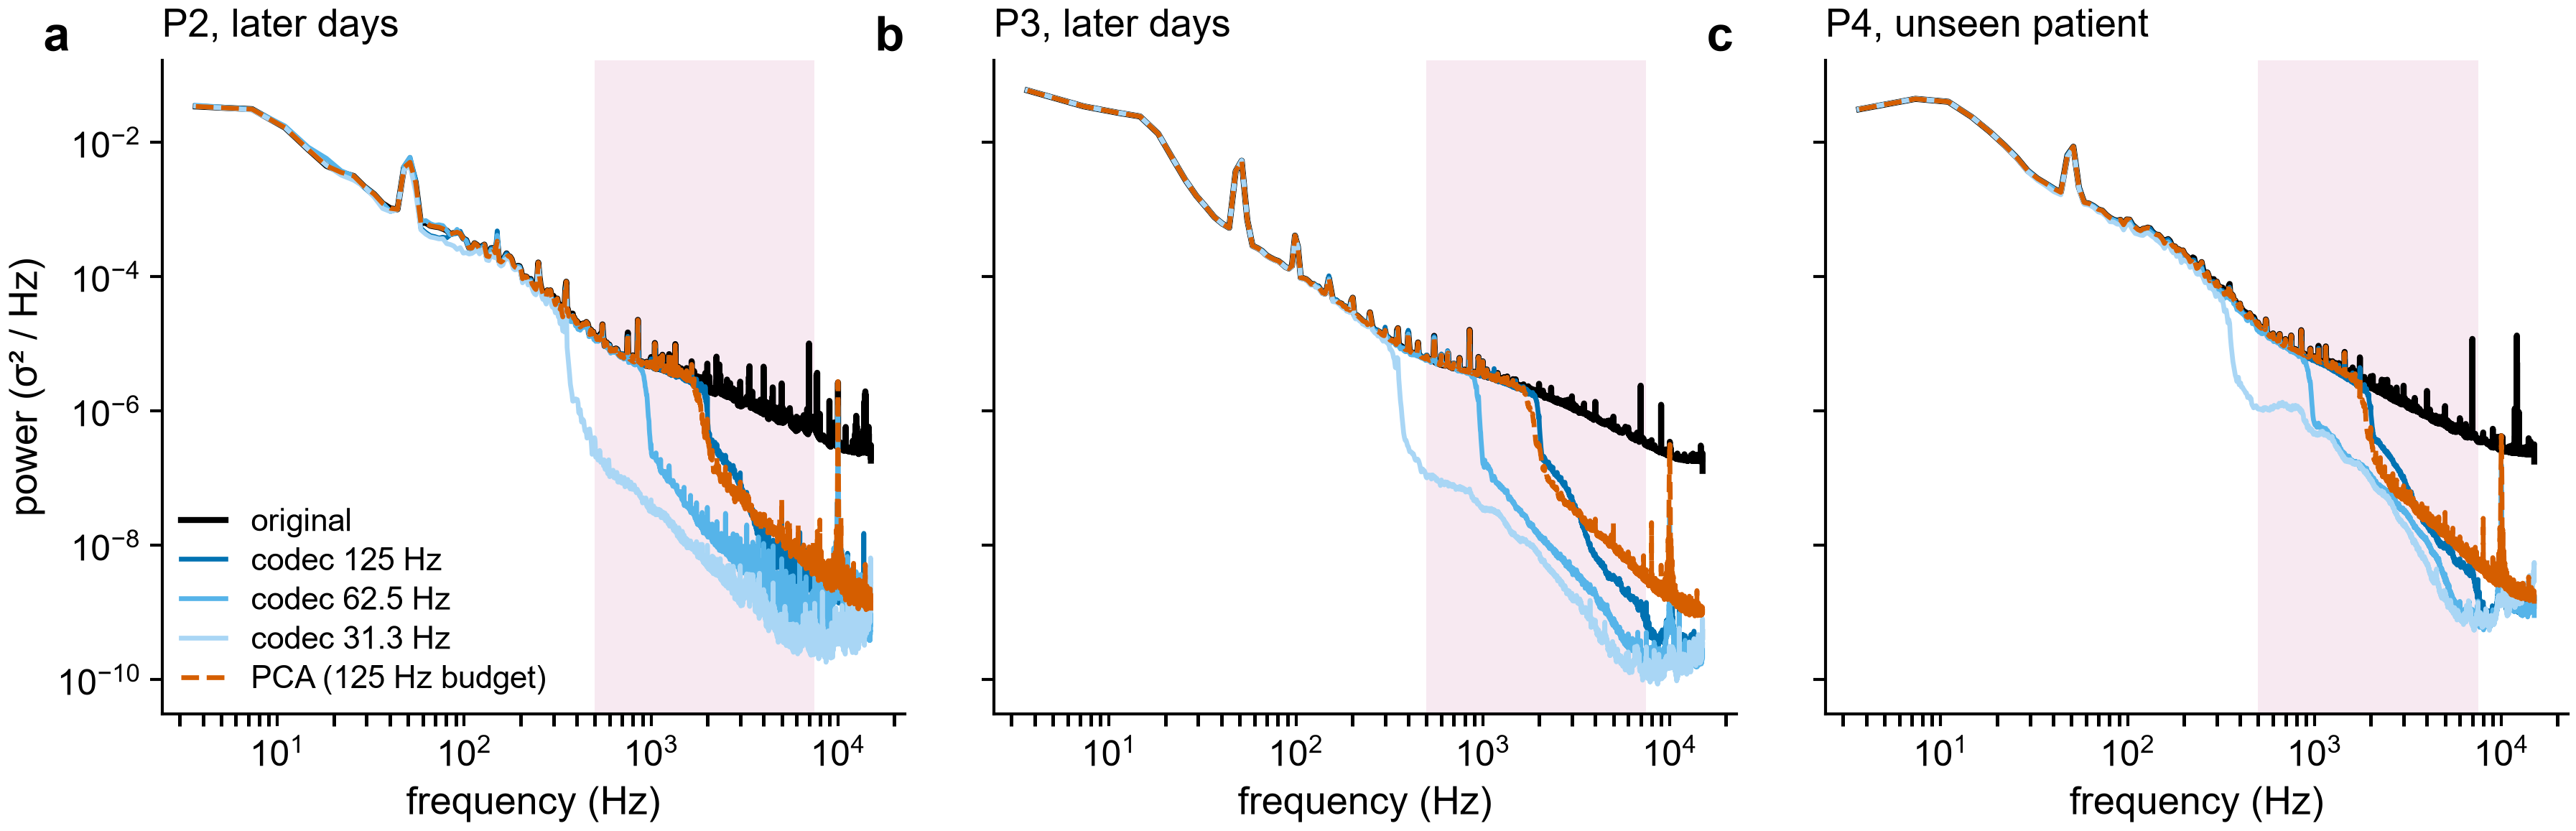 a P2, later days
b P3, later days
c P4, unseen patient
power (σ² / Hz)
10⁻²
10⁻⁴
10⁻⁶
10⁻⁸
10⁻¹⁰
original
codec 125 Hz
codec 62.5 Hz
codec 31.3 Hz
PCA (125 Hz budget)
10¹ 10² 10³ 10⁴
10¹ 10² 10³ 10⁴
10¹ 10² 10³ 10⁴
frequency (Hz)
frequency (Hz)
frequency (Hz)